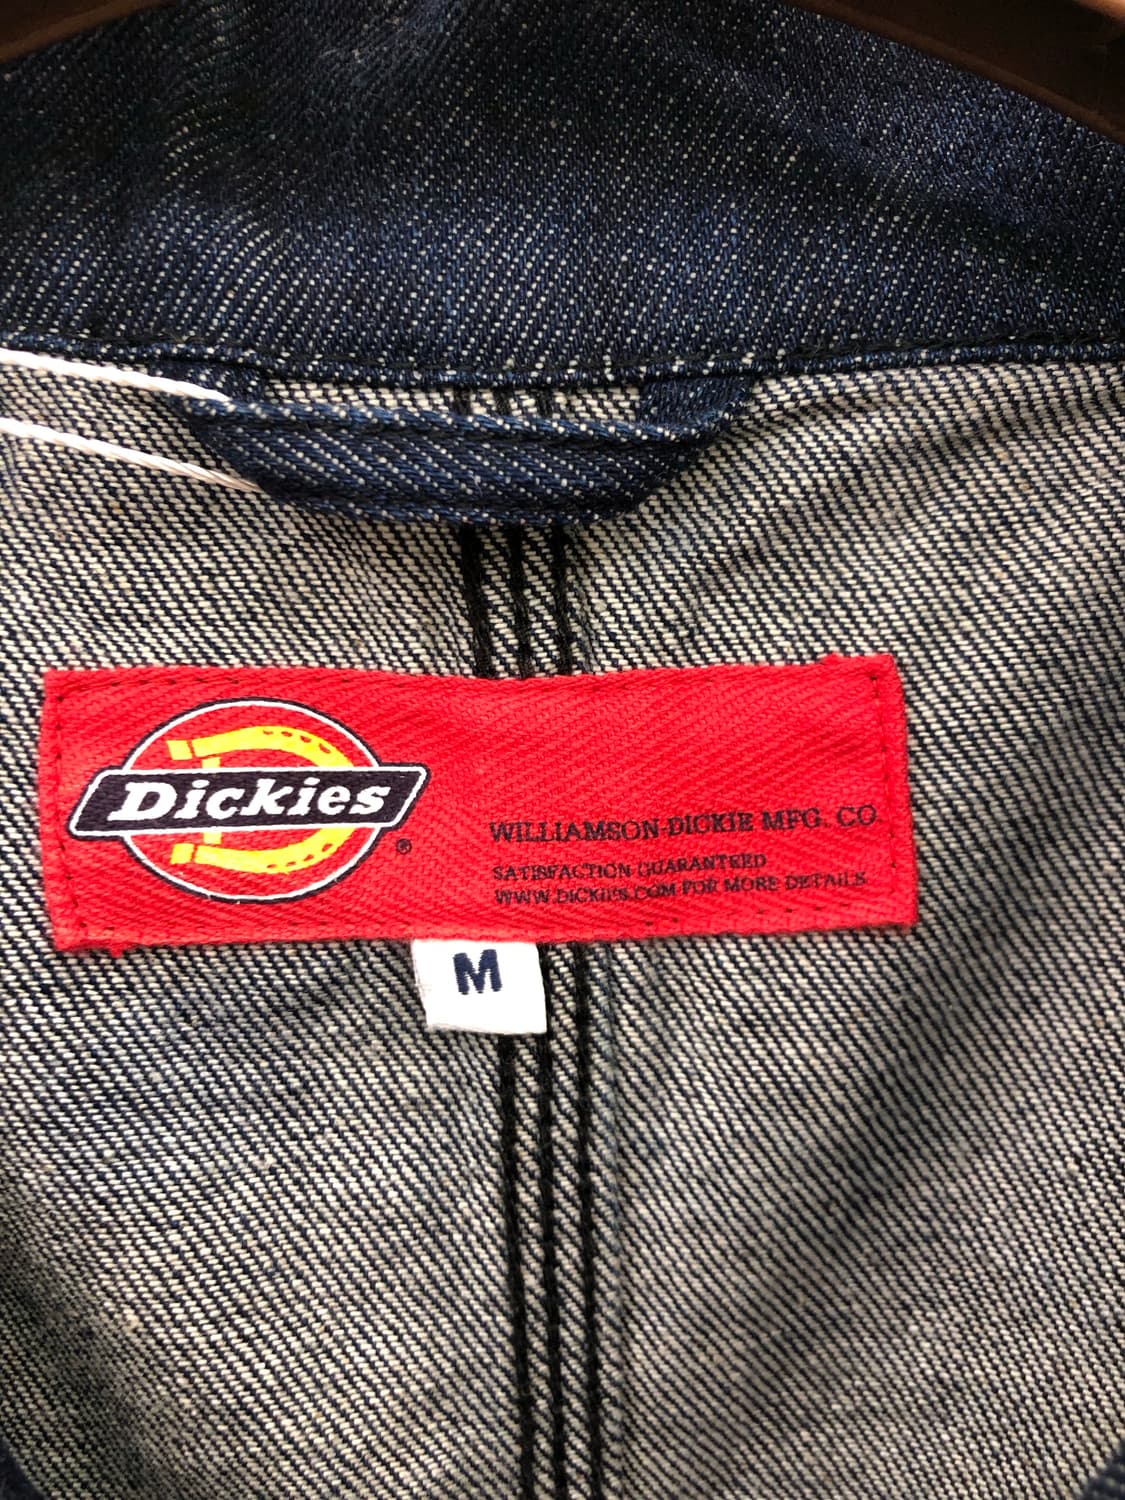 Dickies
®
WILLIAMSON-DICKIE MFG. CO
SATISFACTION GUARANTEED
WWW.DICKIES.COM FOR MORE DETAILS
M